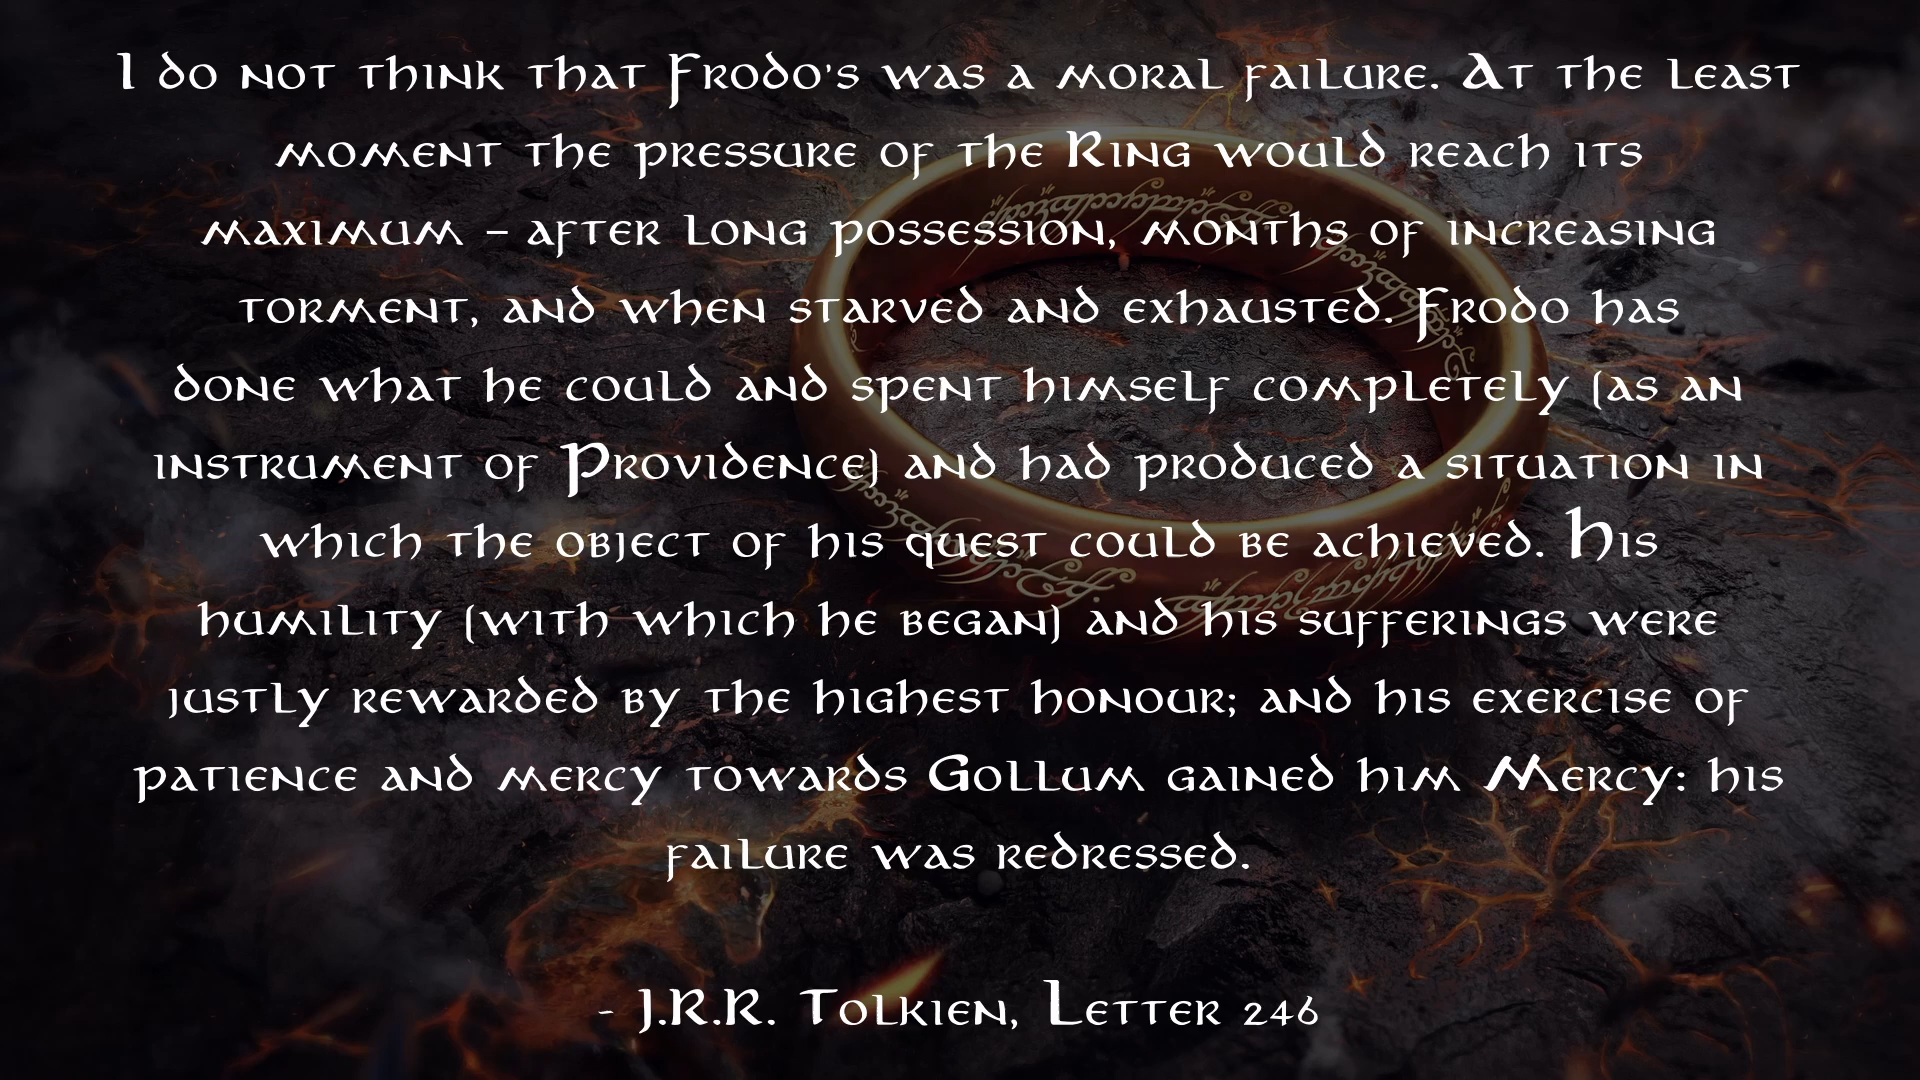 I do not think that Frodo's was a moral failure. At the least
moment the pressure of the Ring would reach its
maximum – after long possession, months of increasing
torment, and when starved and exhausted. Frodo has
done what he could and spent himself completely (as an
instrument of Providence) and had produced a situation in
which the object of his quest could be achieved. His
humility (with which he began) and his sufferings were
justly rewarded by the highest honour; and his exercise of
patience and mercy towards Gollum gained him Mercy: his
failure was redressed.
- J.R.R. Tolkien, Letter 246